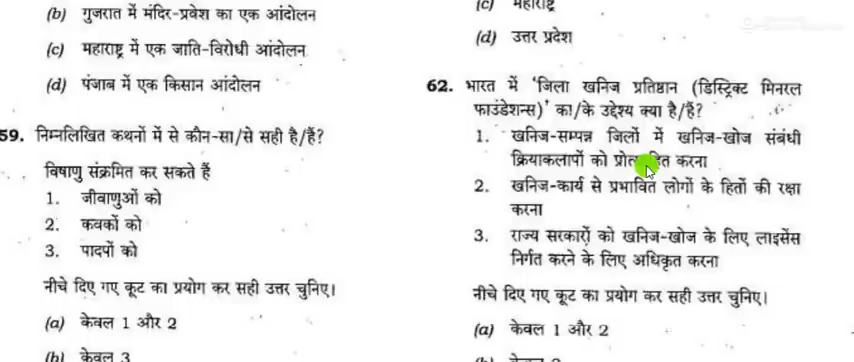 (b) गुजरात में मंदिर-प्रवेश का एक आंदोलन
(c) महाराष्ट्र में एक जाति-विरोधी आंदोलन
(d) पंजाब में एक किसान आंदोलन
59. निम्नलिखित कथनों में से कौन-सा/से सही है/हैं?
विषाणु संक्रमित कर सकते हैं
1. जीवाणुओं को
2. कवकों को
3. पादपों को
नीचे दिए गए कूट का प्रयोग कर सही उत्तर चुनिए।
(a) केवल 1 और 2
(b) केवल 3
(c)
(d) उत्तर प्रदेश
62. भारत में 'जिला खनिज प्रतिष्ठान (डिस्ट्रिक्ट मिनरल
फाउंडेशन्स)' का/के उद्देश्य क्या है/हैं?
1. खनिज-सम्पन्न जिलों में खनिज-खोज संबंधी
क्रियाकलापों को करना
2. खनिज-कार्य से प्रभावित लोगों के हितों की रक्षा
करना
3. राज्य सरकारों को खनिज-खोज के लिए लाइसेंस
निर्गत करने के लिए अधिकृत करना
नीचे दिए गए कूट का प्रयोग कर सही उत्तर चुनिए।
(a) केवल 1 और 2